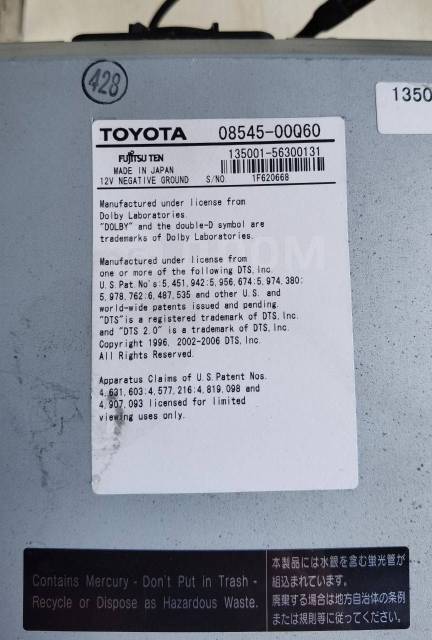 428
1350
TOYOTA 08545-00Q60
FUJITSU TEN 135001-56300131
MADE IN JAPAN
12V NEGATIVE GROUND S/NO 1F620668
Manufactured under license from
Dolby Laboratories.
"DOLBY" and the double-D symbol are
trademarks of Dolby Laboratories.
Manufactured under license from
one or more of the following DTS, Inc.
U.S.Pat.No's:5,451,942;5,956,674;5,974,380;
5,978,762;6,487,535 and other U.S. and
world-wide patents issued and pending.
"DTS"is a registered trademark of DTS,Inc.
and "DTS 2.0" is a trademark of DTS,Inc.
Copyright 1996, 2002-2006 DTS,Inc.
All Rights Reserved.
Apparatus Claims of U.S.Patent Nos.
4,631,603;4,577,216;4,819,098 and
4,907,093 licensed for limited
viewing uses only.
Contains Mercury - Don't Put in Trash -
Recycle or Dispose as Hazardous Waste.
本製品には水銀を含む蛍光管が
組込まれています。
廃棄する場合は地方自治体の条例
または規則等に従ってください。